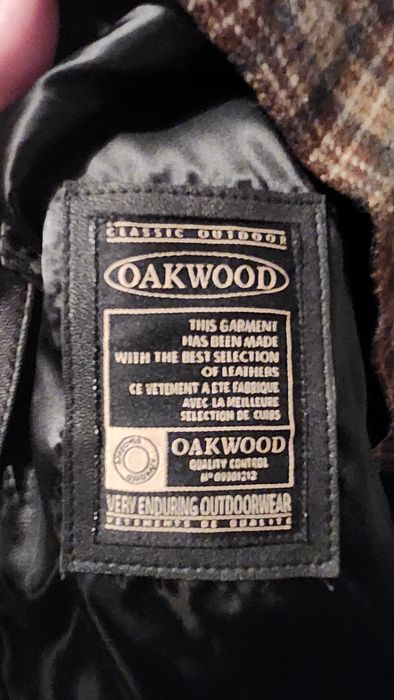 CLASSIC OUTDOOR
OAKWOOD
THIS GARMENT
HAS BEEN MADE
WITH THE BEST SELECTION
OF LEATHERS
CE VETEMENT A ETE FABRIQUE
AVEC LA MEILLEURE
SELECTION DE CUIRS
OAKWOOD
QUALITY CONTROL
VERY ENDURING OUTDOORWEAR
VETEMENTS DE QUALITE